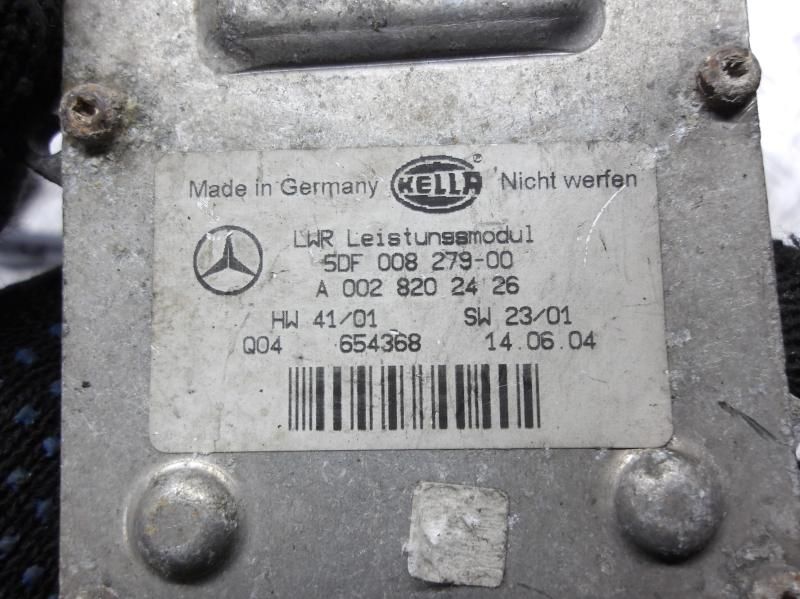 Made in Germany HELLA® Nicht werfen
LWR Leistungsmodul
5DF 008 279-00
A 002 820 24 26
HW 41/01 SW 23/01
Q04 654368 14.06.04